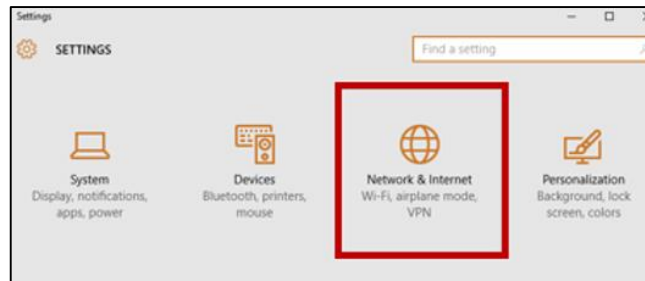 Settings
SETTINGS
Find a setting
System
Display, notifications,
apps, power
Devices
Bluetooth, printers,
mouse
Network & Internet
Wi-Fi, airplane mode,
VPN
Personalization
Background, lock
screen, colors